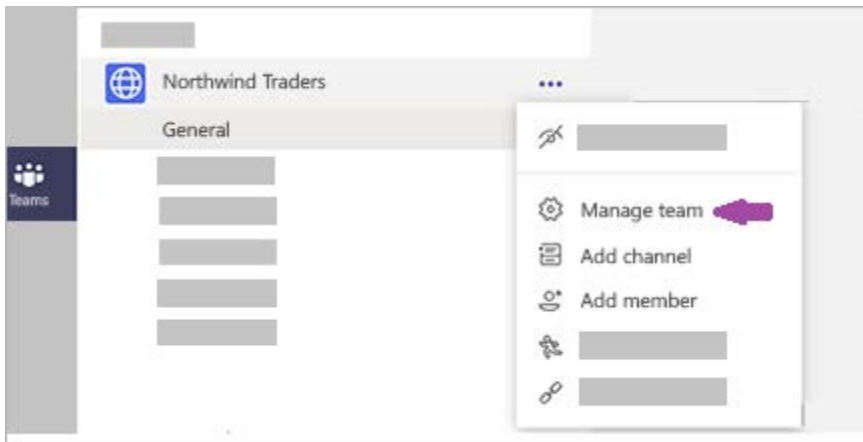 Northwind Traders
General
Teams
Manage team
Add channel
Add member